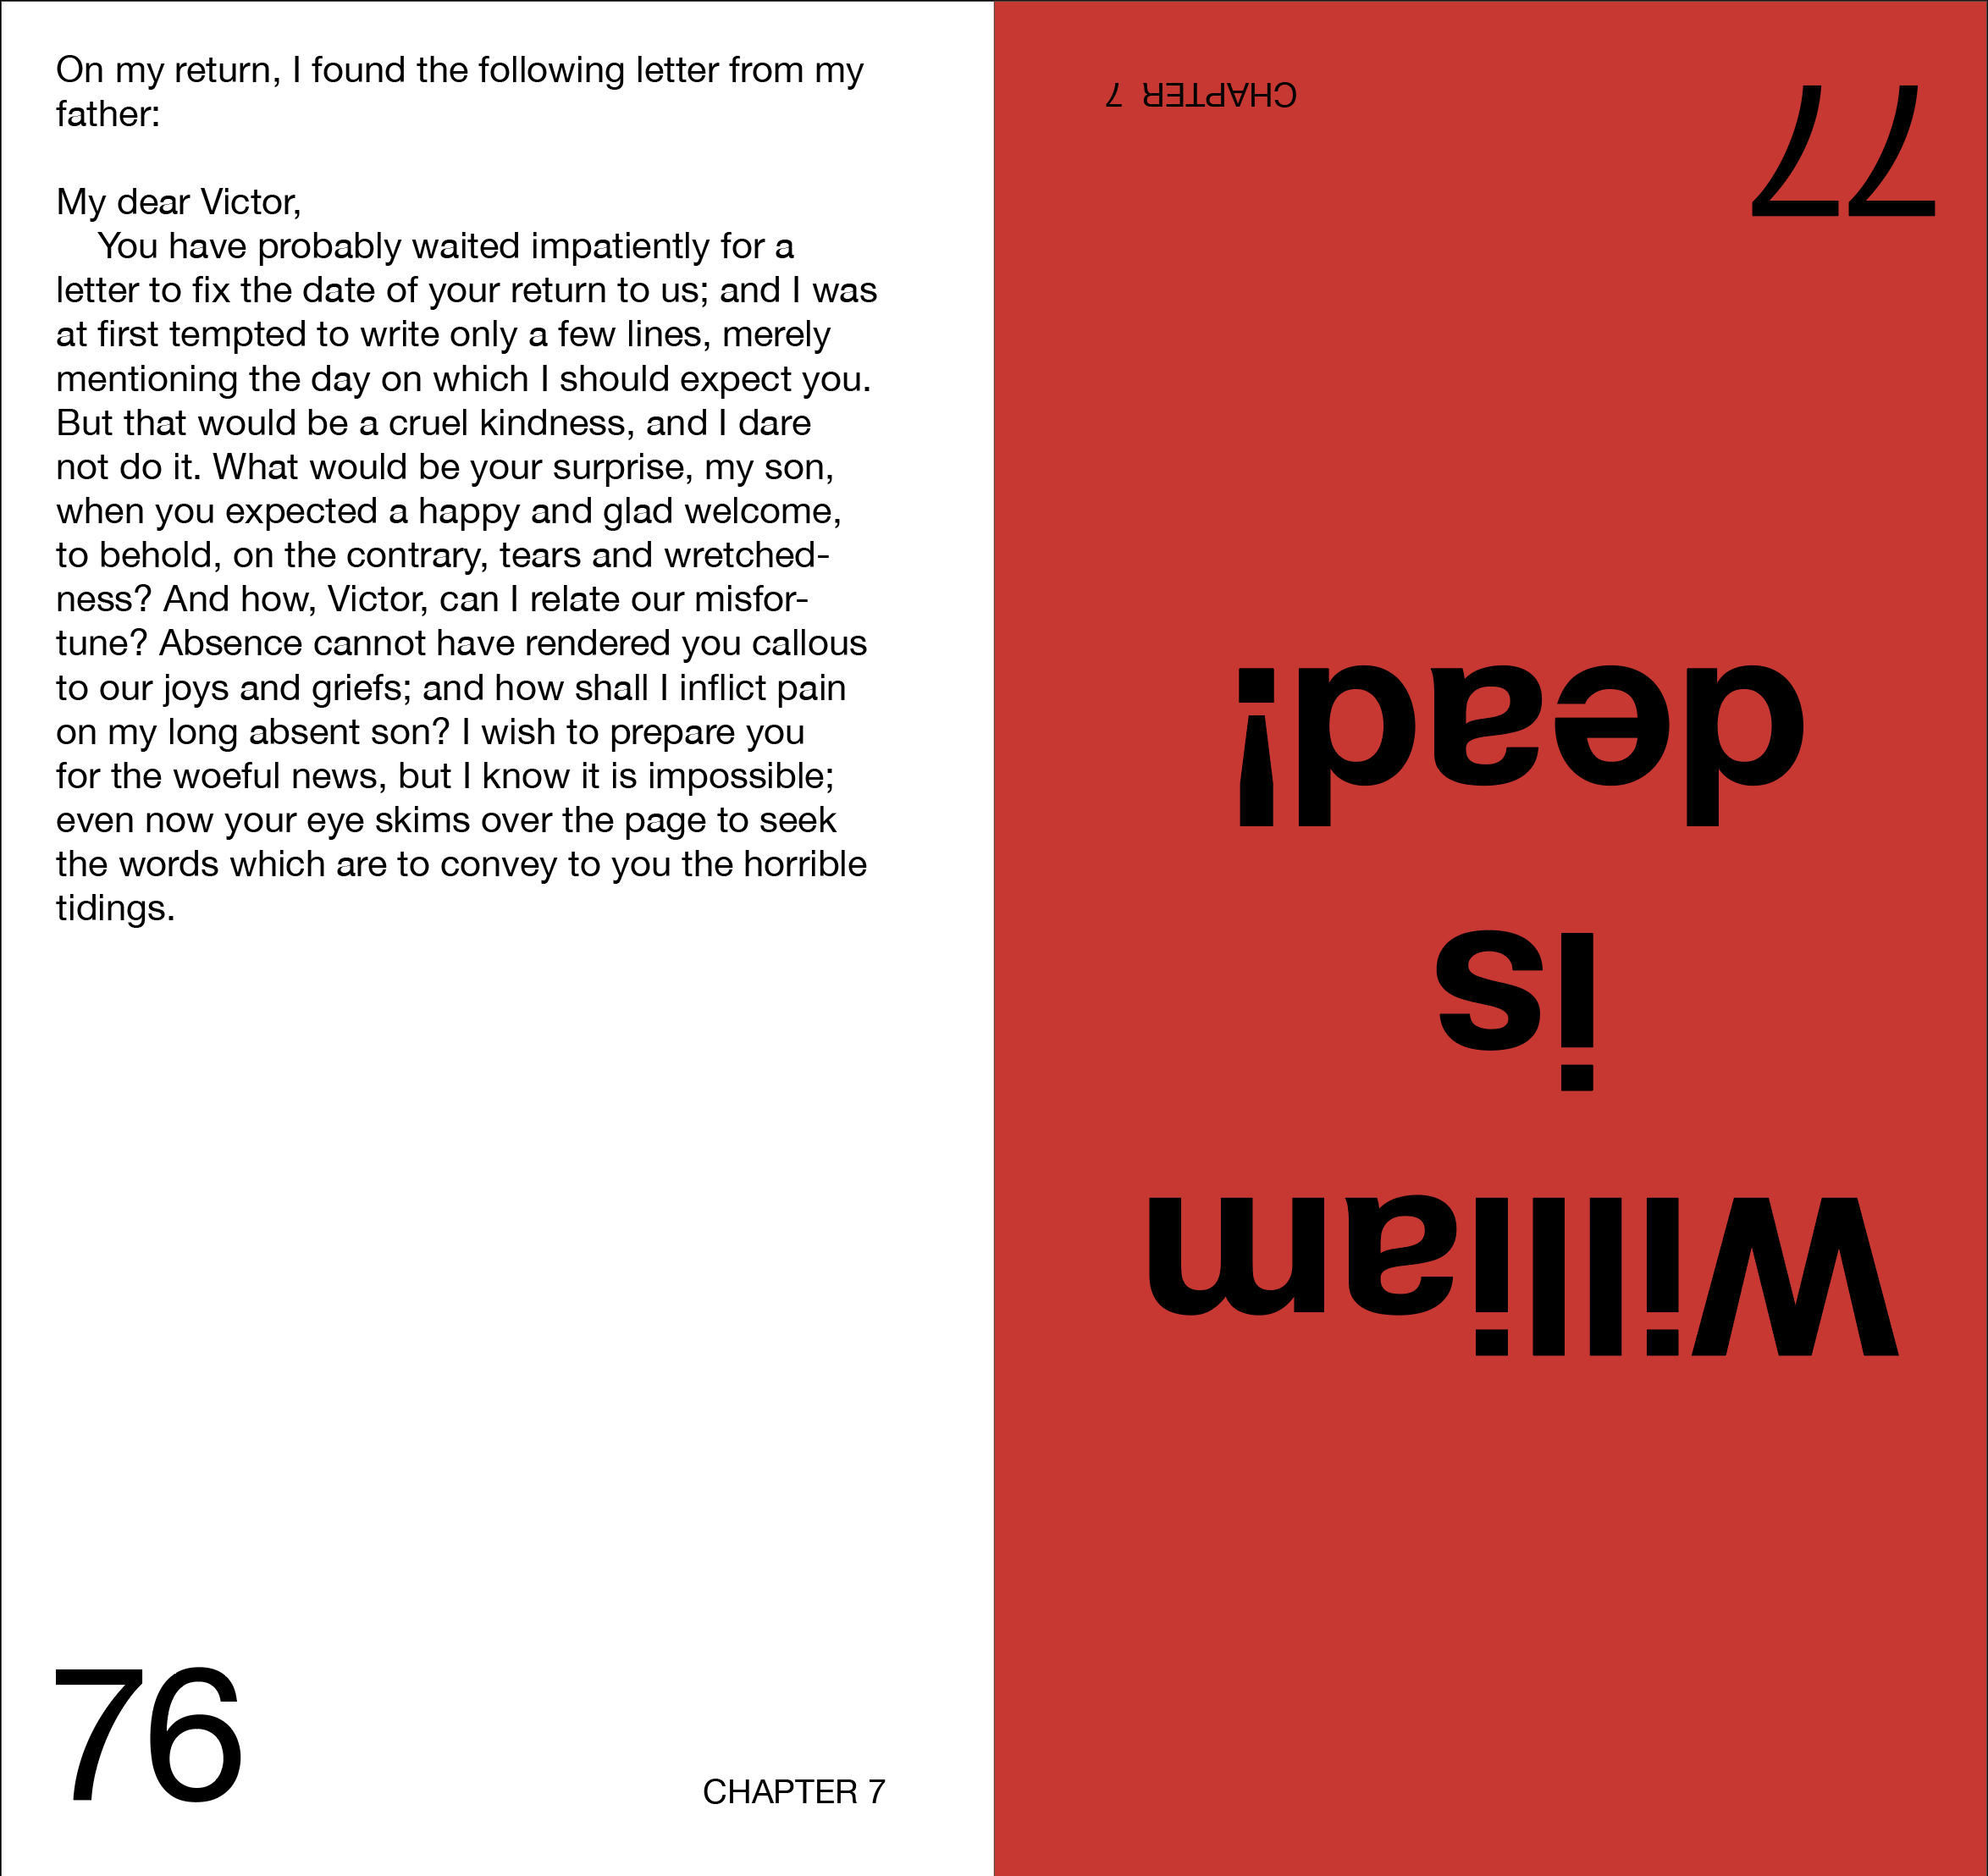 On my return, I found the following letter from my
father:
My dear Victor,
You have probably waited impatiently for a
letter to fix the date of your return to us; and I was
at first tempted to write only a few lines, merely
mentioning the day on which I should expect you.
But that would be a cruel kindness, and I dare
not do it. What would be your surprise, my son,
when you expected a happy and glad welcome,
to behold, on the contrary, tears and wretched-
ness? And how, Victor, can I relate our misfor-
tune? Absence cannot have rendered you callous
to our joys and griefs; and how shall I inflict pain
on my long absent son? I wish to prepare you
for the woeful news, but I know it is impossible;
even now your eye skims over the page to seek
the words which are to convey to you the horrible
tidings.
76
CHAPTER 7
William
is
dead!
77
CHAPTER 7